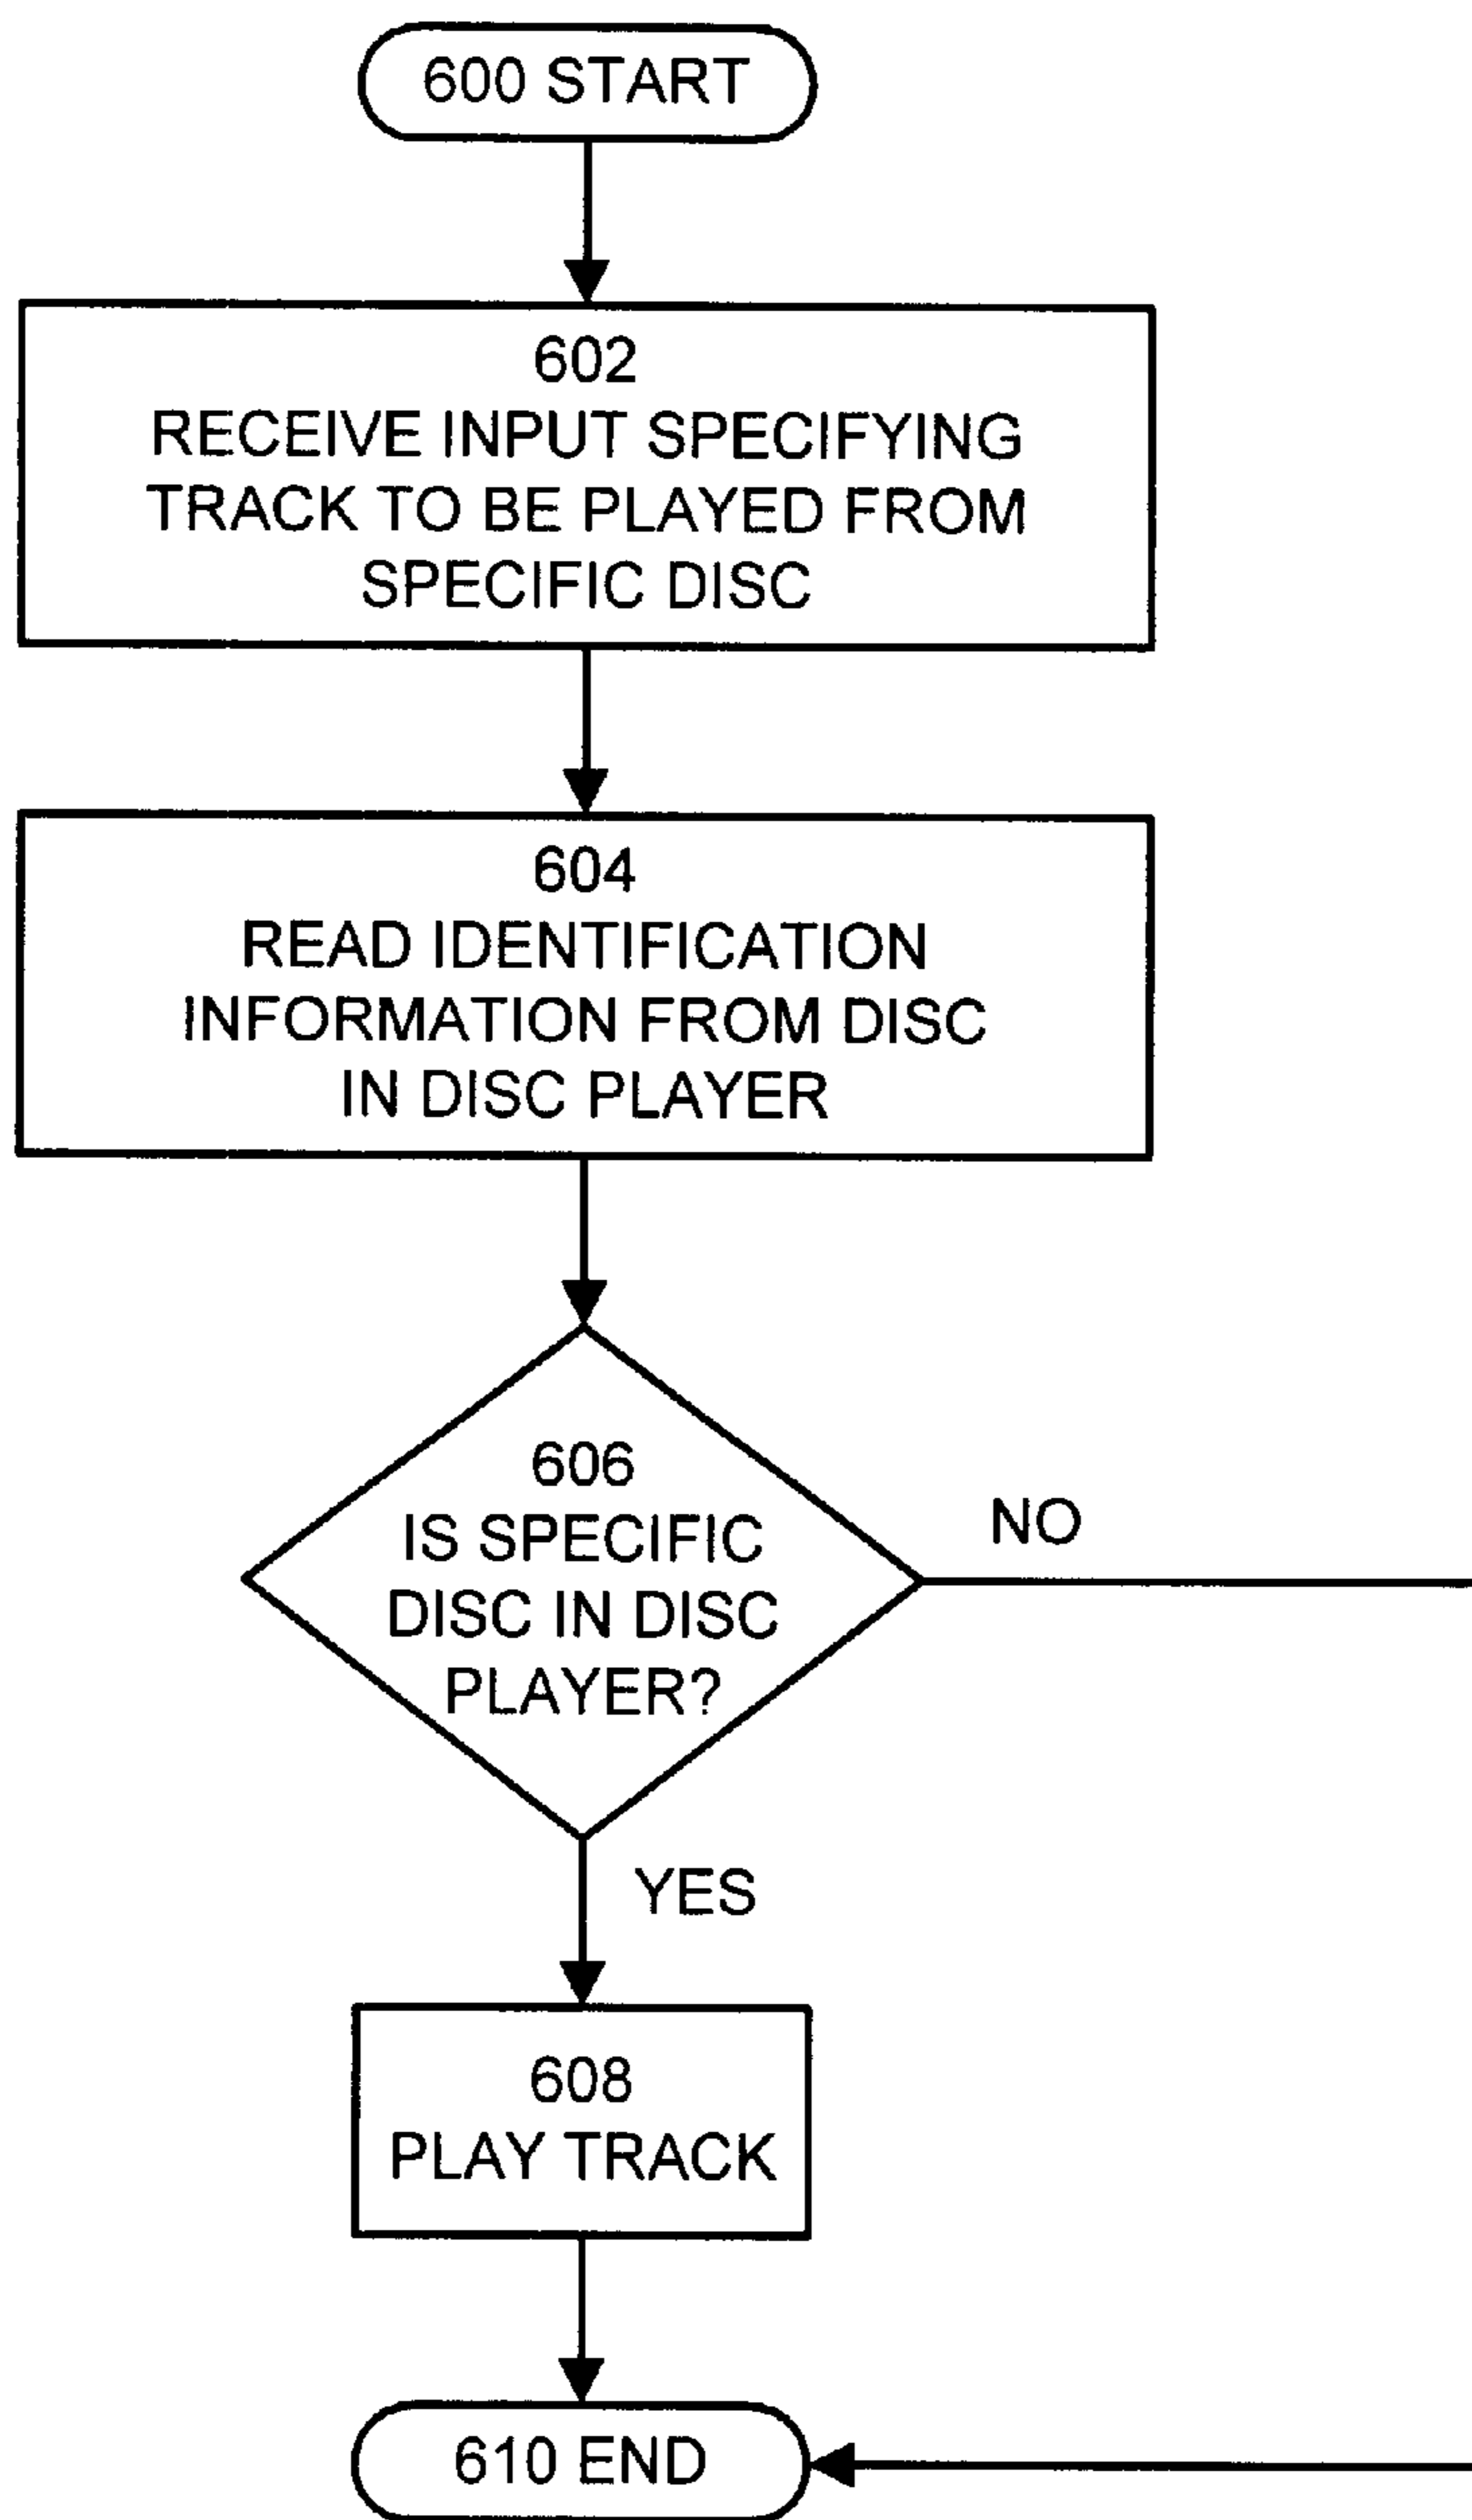 600 START
602
RECEIVE INPUT SPECIFYING
TRACK TO BE PLAYED FROM
SPECIFIC DISC
604
READ IDENTIFICATION
INFORMATION FROM DISC
IN DISC PLAYER
606
IS SPECIFIC
DISC IN DISC
PLAYER?
NO
YES
608
PLAY TRACK
610 END